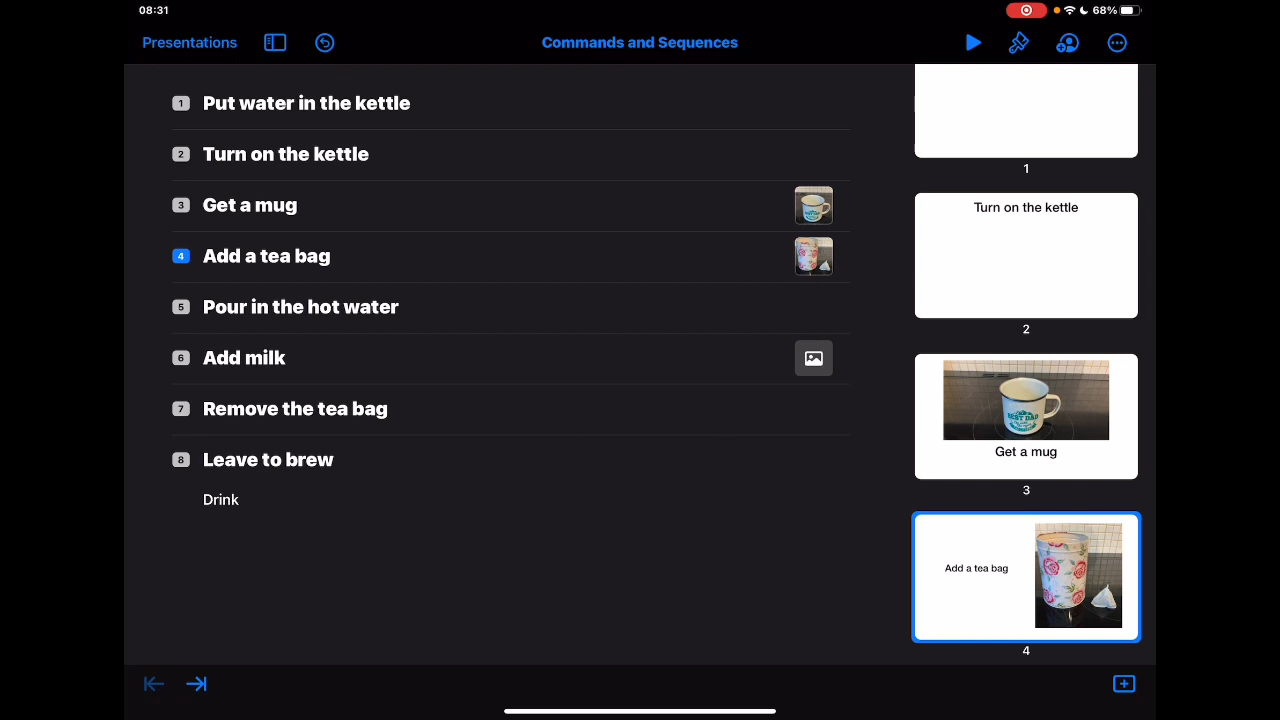 08:31
68%
Presentations
Commands and Sequences
1 Put water in the kettle
2 Turn on the kettle
3 Get a mug
4 Add a tea bag
5 Pour in the hot water
6 Add milk
7 Remove the tea bag
8 Leave to brew
Drink
1
Turn on the kettle
2
BEST DAD
Get a mug
3
Add a tea bag
4